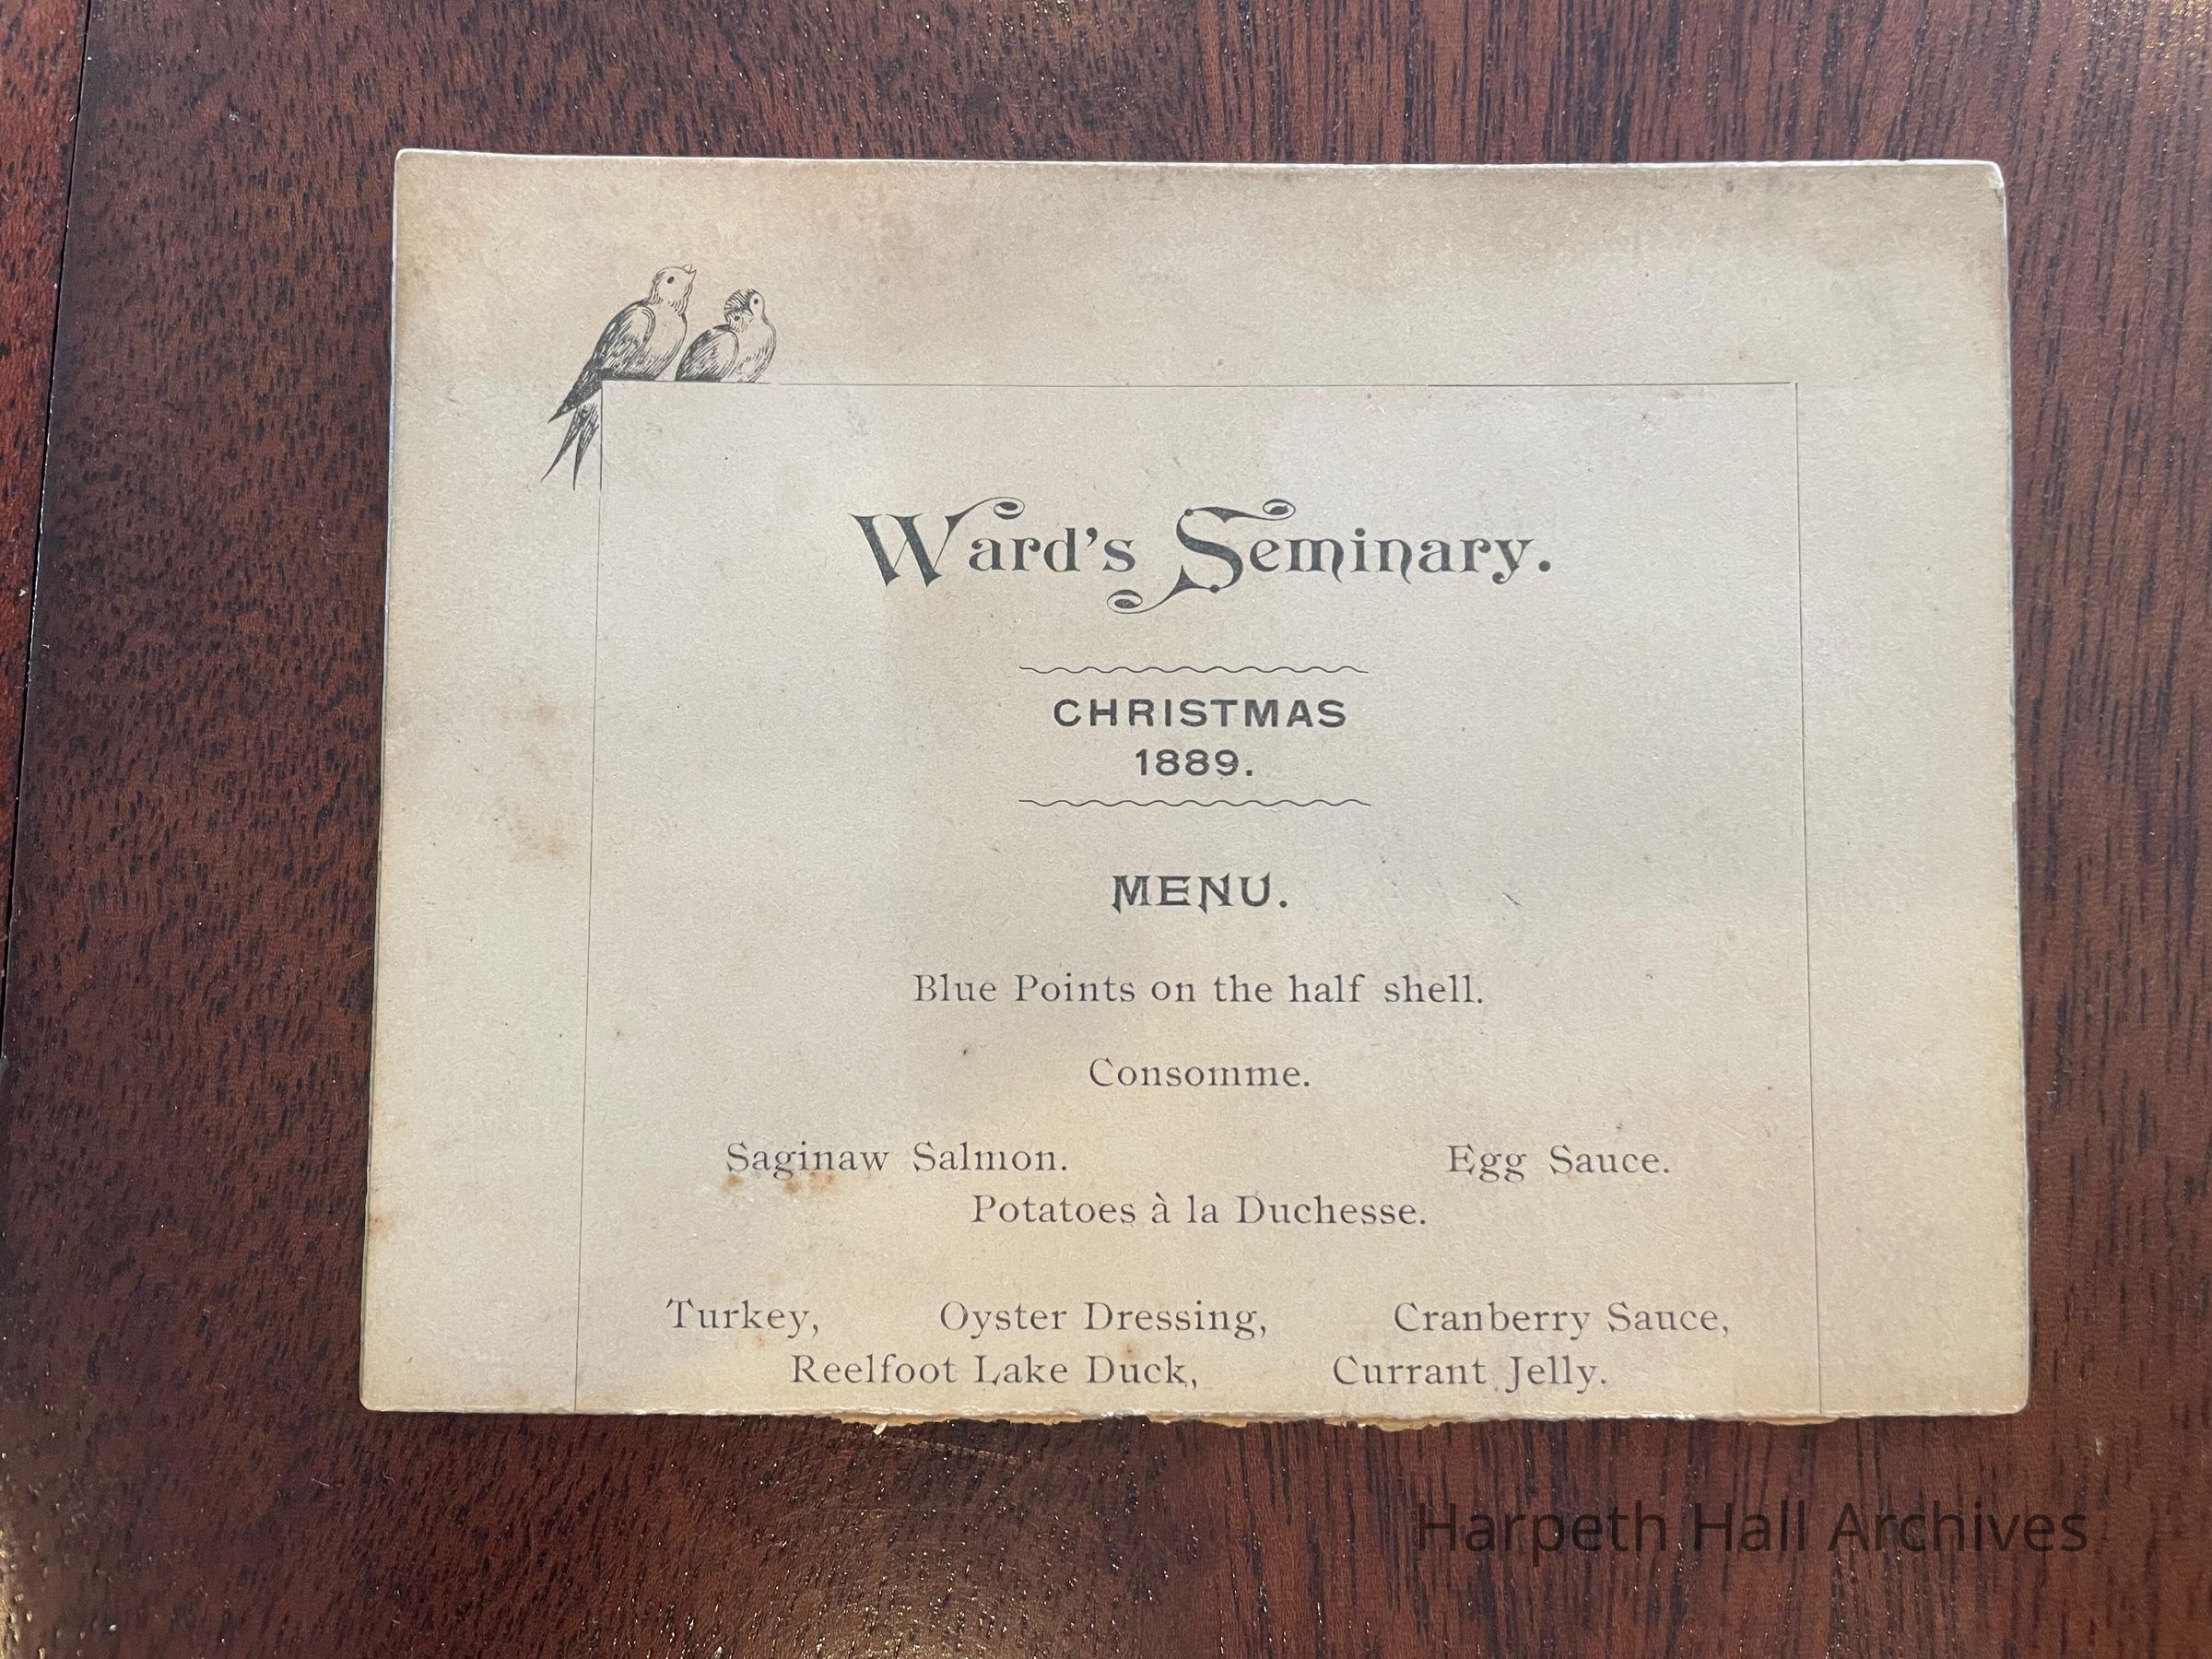 Ward's Seminary.
CHRISTMAS
1889.
MENU.
Blue Points on the half shell.
Consomme.
Saginaw Salmon. Egg Sauce.
Potatoes à la Duchesse.
Turkey, Oyster Dressing, Cranberry Sauce,
Reelfoot Lake Duck, Currant Jelly.
Harpeth Hall Archives